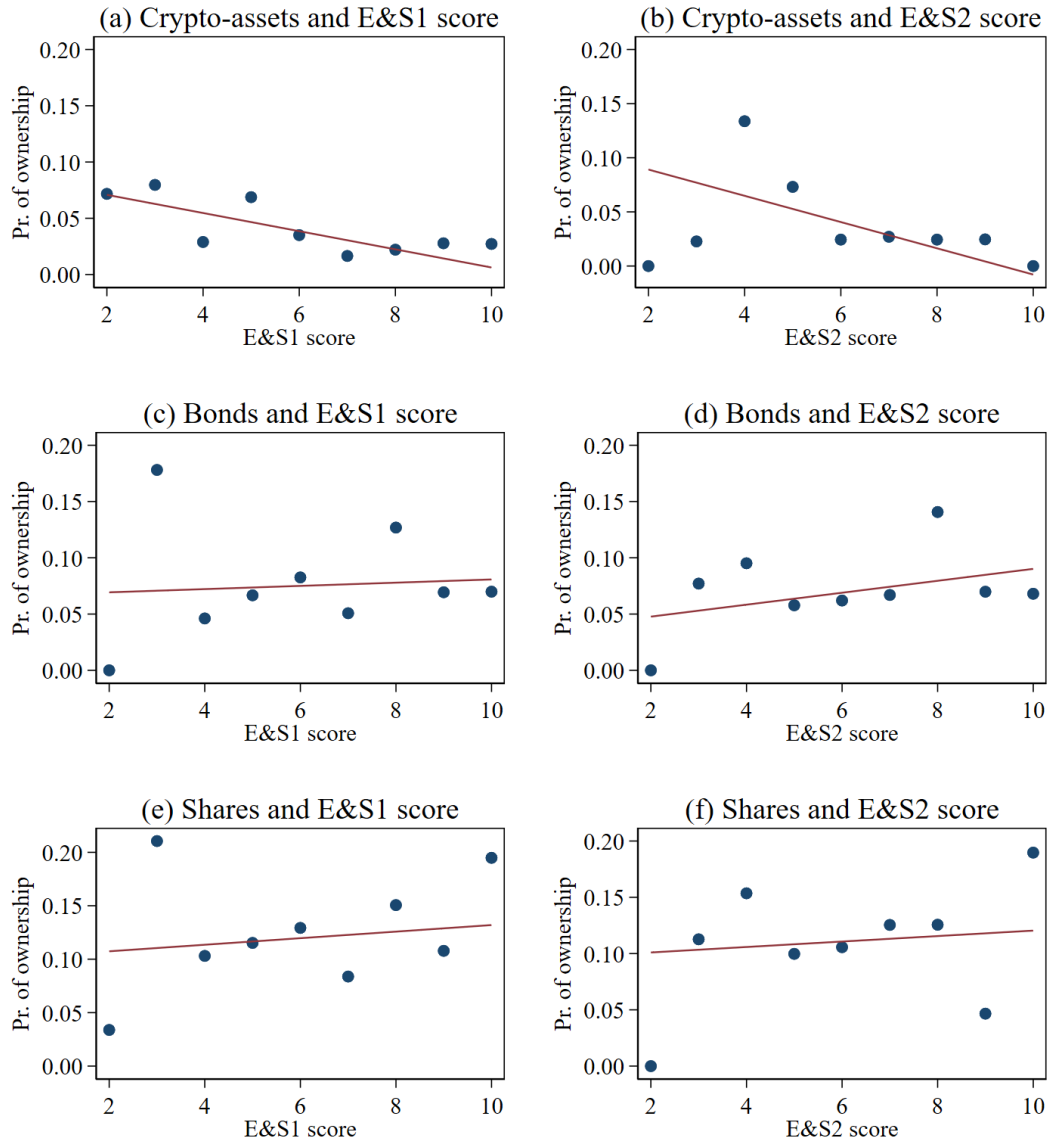 (a) Crypto-assets and E&S1 score
Pr. of ownership
0.20
0.15
0.10
0.05
0.00
2 4 6 8 10
E&S1 score
(b) Crypto-assets and E&S2 score
Pr. of ownership
0.20
0.15
0.10
0.05
0.00
2 4 6 8 10
E&S2 score
(c) Bonds and E&S1 score
Pr. of ownership
0.20
0.15
0.10
0.05
0.00
2 4 6 8 10
E&S1 score
(d) Bonds and E&S2 score
Pr. of ownership
0.20
0.15
0.10
0.05
0.00
2 4 6 8 10
E&S2 score
(e) Shares and E&S1 score
Pr. of ownership
0.20
0.15
0.10
0.05
0.00
2 4 6 8 10
E&S1 score
(f) Shares and E&S2 score
Pr. of ownership
0.20
0.15
0.10
0.05
0.00
2 4 6 8 10
E&S2 score